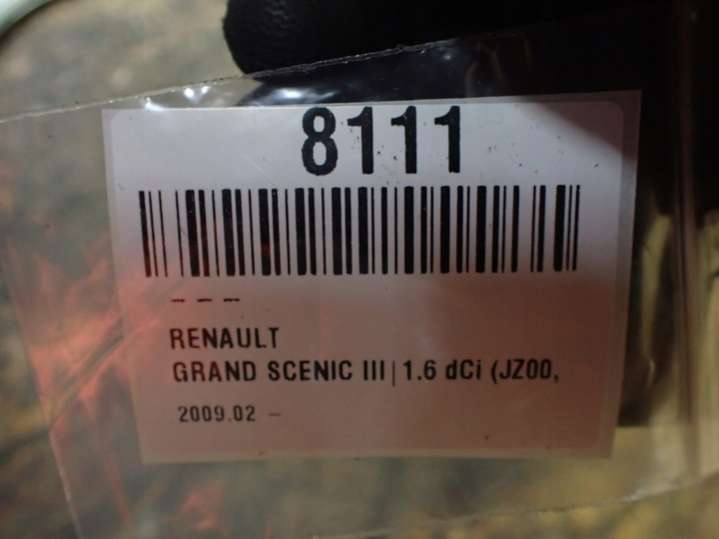 8111
- - -
RENAULT
GRAND SCENIC III | 1.6 dCi (JZ00,
2009.02 -